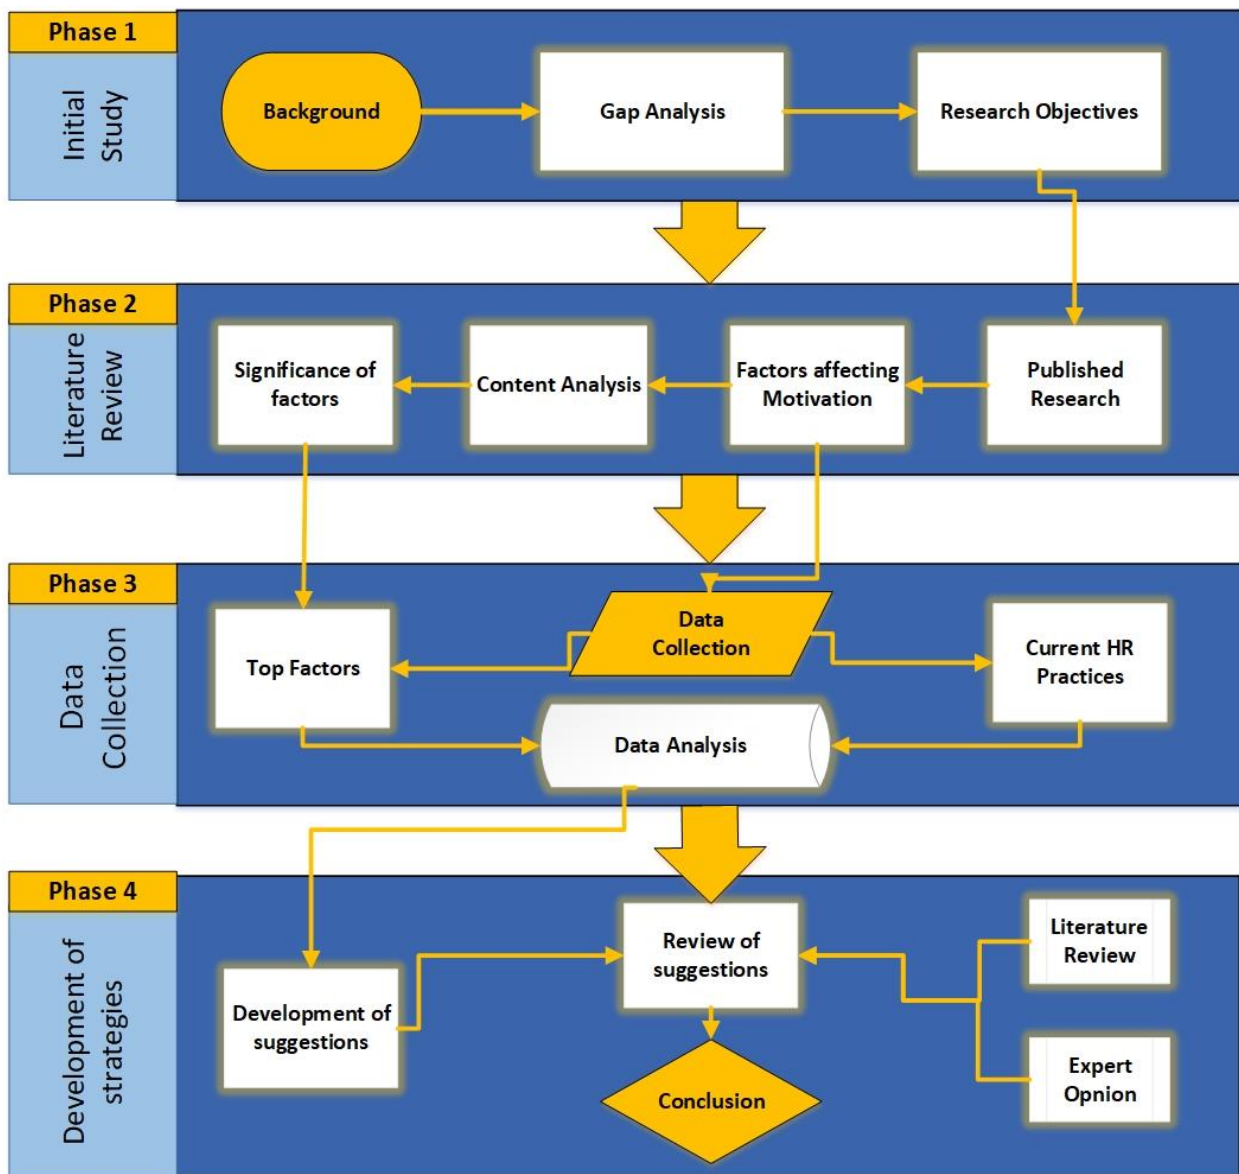 Phase 1
Initial
Study
Background
Gap Analysis
Research Objectives
Phase 2
Literature
Review
Significance of
factors
Content Analysis
Factors affecting
Motivation
Published
Research
Phase 3
Data
Collection
Top Factors
Data
Collection
Current HR
Practices
Data Analysis
Phase 4
Development of
strategies
Development of
suggestions
Review of
suggestions
Literature
Review
Expert
Opnion
Conclusion